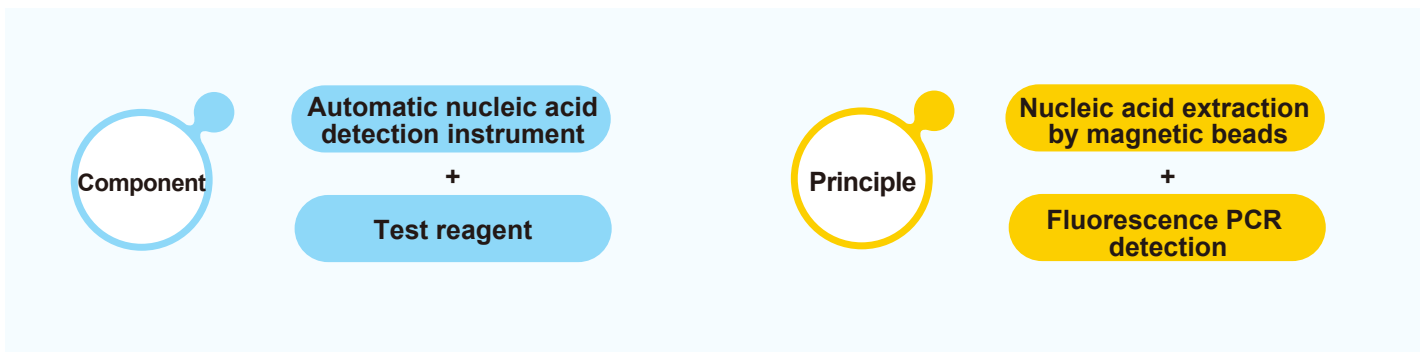 Component
Automatic nucleic acid
detection instrument
+
Test reagent
Principle
Nucleic acid extraction
by magnetic beads
+
Fluorescence PCR
detection